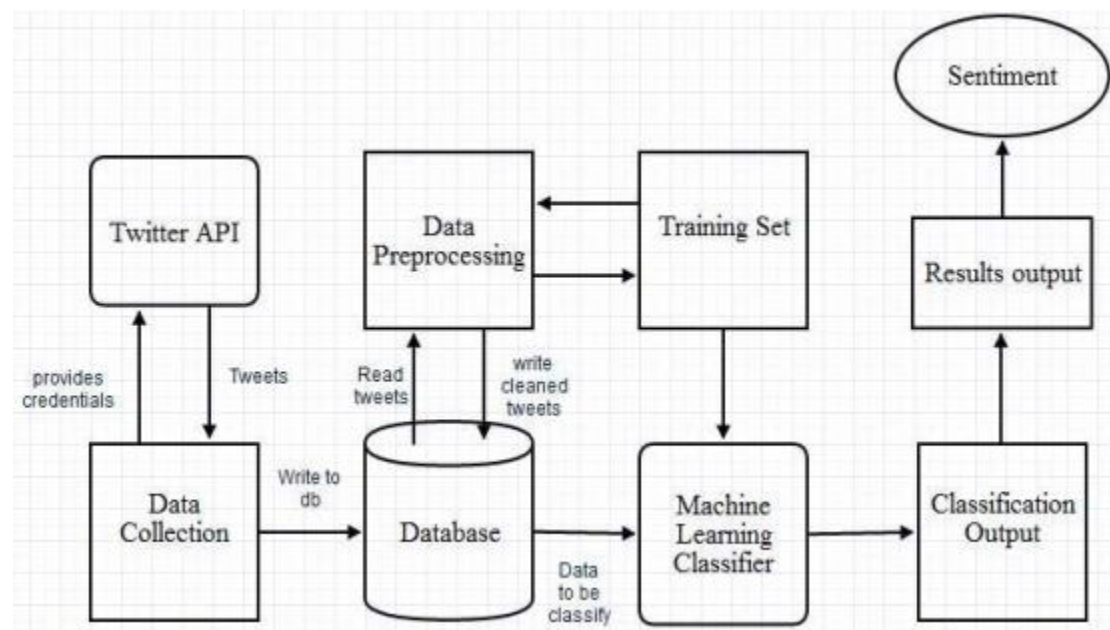 Sentiment
Twitter API
Data
Preprocessing
Training Set
Results output
provides
credentials
Tweets
Read
tweets
write
cleaned
tweets
Data
Collection
Write to
db
Database
Data
to be
classify
Machine
Learning
Classifier
Classification
Output